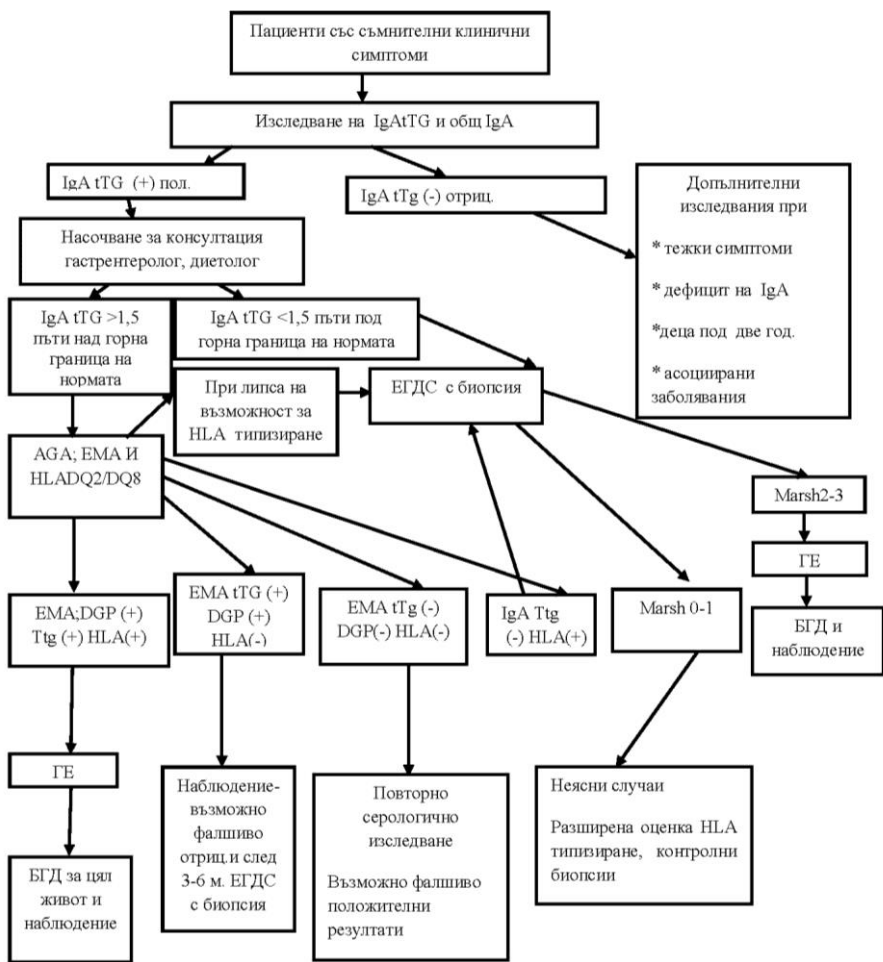 Пациенти със съмнителни клинични
симптоми
Изследване на IgAtTG и общ IgA
IgA tTG (+) пол.
IgA tTg (-) отриц.
Допълнителни
изследвания при
* тежки симптоми
* дефицит на IgA
*деца под две год.
* асоциирани
заболявания
Насочване за консултация
гастрентеролог, диетолог
IgA tTG >1,5
пъти над горна
граница на
нормата
IgA tTG <1,5 пъти под
горна граница на нормата
При липса на
възможност за
HLA типизиране
ЕГДС с биопсия
AGA; EMA И
HLADQ2/DQ8
Marsh2-3
ГЕ
БГД и
наблюдение
EMA;DGP (+)
Ttg (+) HLA(+)
EMA tTG (+)
DGP (+)
HLA(-)
EMA tTg (-)
DGP(-) HLA(-)
IgA Ttg
(-) HLA(+)
Marsh 0-1
ГЕ
БГД за цял
живот и
наблюдение
Наблюдение-
възможно
фалшиво
отриц.и след
3-6 м. ЕГДС
с биопсия
Повторно
серологично
изследване
Възможно фалшиво
положителни
резултати
Неясни случаи
Разширена оценка HLA
типизиране, контролни
биопсии